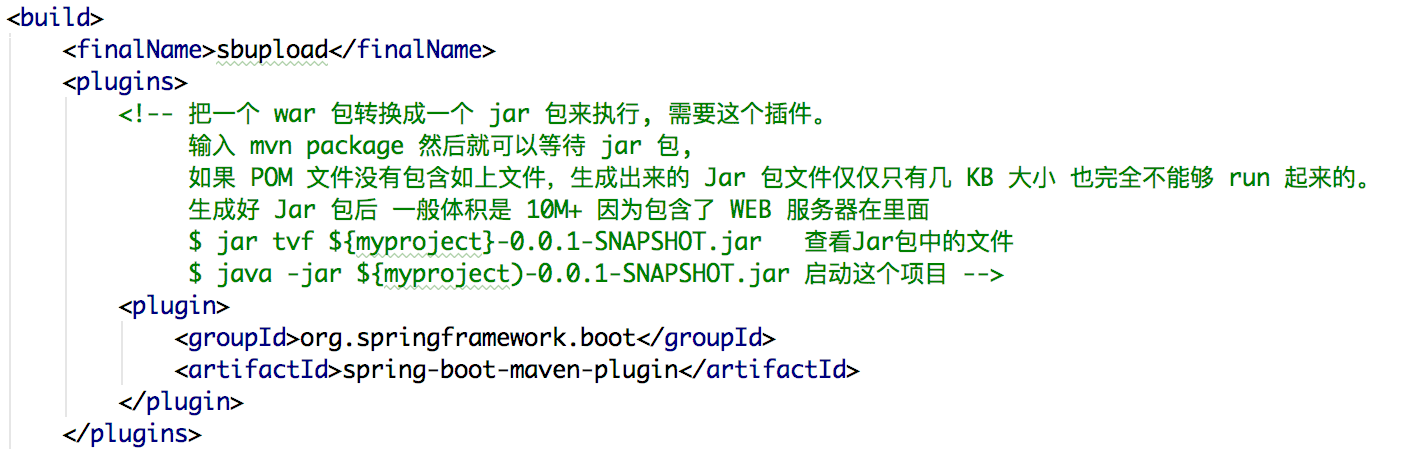 <build>
<finalName>sbupload</finalName>
<plugins>
<!-- 把一个 war 包转换成一个 jar 包来执行, 需要这个插件。
输入 mvn package 然后就可以等待 jar 包,
如果 POM 文件没有包含如上文件, 生成出来的 Jar 包文件仅仅只有几 KB 大小 也完全不能够 run 起来的。
生成好 Jar 包后 一般体积是 10M+ 因为包含了 WEB 服务器在里面
$ jar tvf ${myproject}-0.0.1-SNAPSHOT.jar   查看Jar包中的文件
$ java -jar ${myproject)-0.0.1-SNAPSHOT.jar 启动这个项目 -->
<plugin>
<groupId>org.springframework.boot</groupId>
<artifactId>spring-boot-maven-plugin</artifactId>
</plugin>
</plugins>